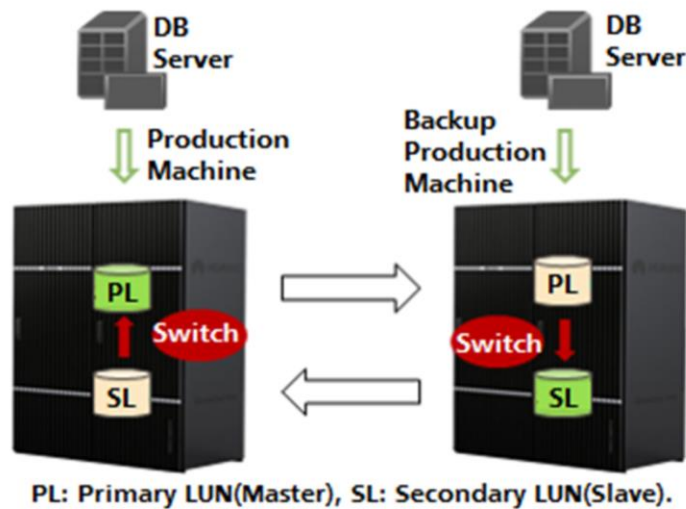 DB
Server
DB
Server
Production
Machine
Backup
Production
Machine
PL
Switch
SL
PL
Switch
SL
PL: Primary LUN(Master), SL: Secondary LUN(Slave).